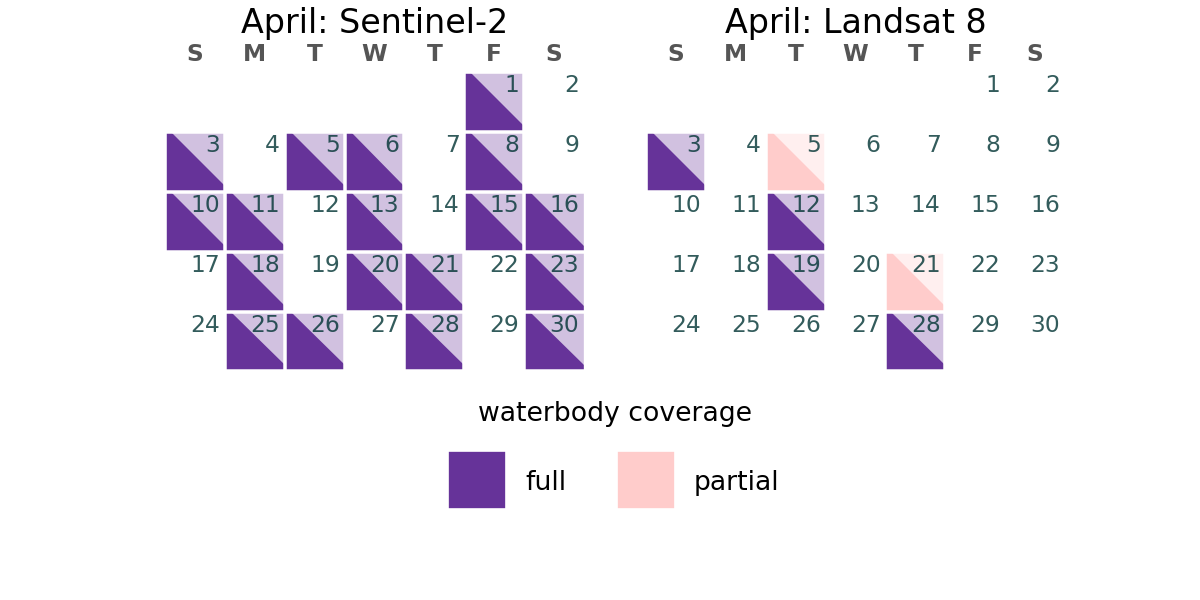 April: Sentinel-2
S M T W T F S
1 2
3 4 5 6 7 8 9
10 11 12 13 14 15 16
17 18 19 20 21 22 23
24 25 26 27 28 29 30
April: Landsat 8
S M T W T F S
1 2
3 4 5 6 7 8 9
10 11 12 13 14 15 16
17 18 19 20 21 22 23
24 25 26 27 28 29 30
waterbody coverage
full
partial